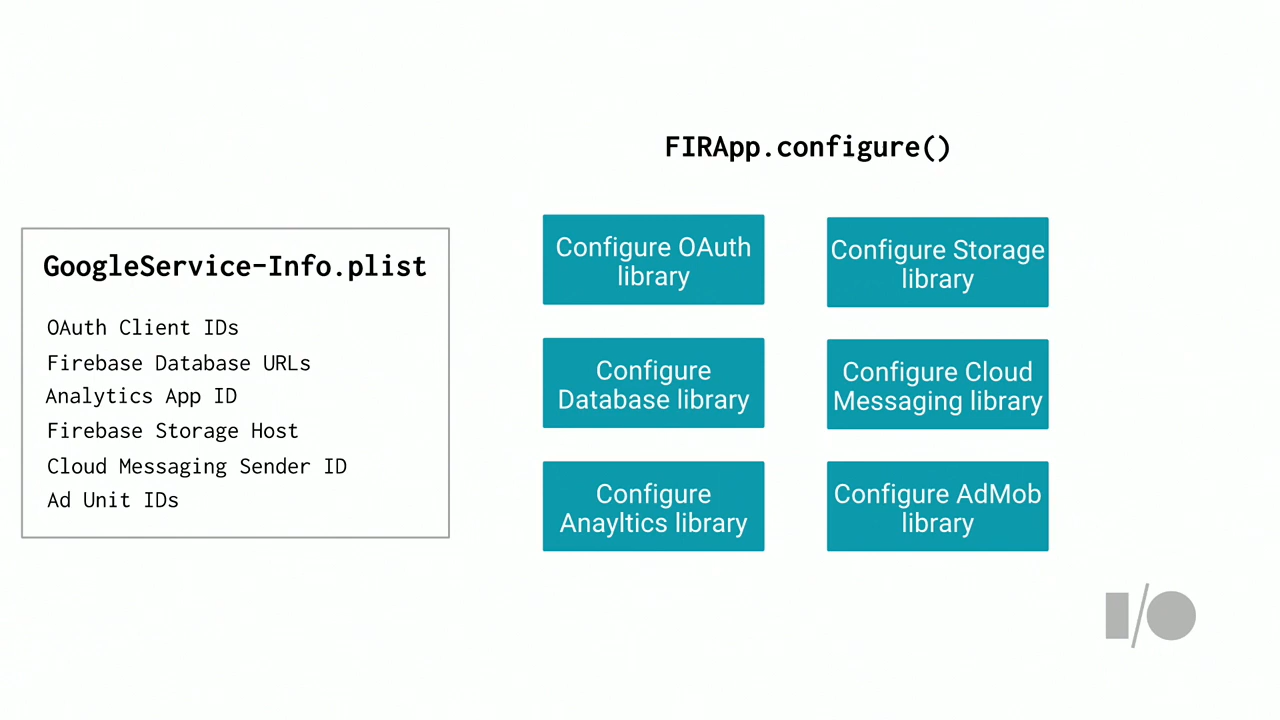 FIRApp.configure()
GoogleService-Info.plist
OAuth Client IDs
Firebase Database URLs
Analytics App ID
Firebase Storage Host
Cloud Messaging Sender ID
Ad Unit IDs
Configure OAuth
library
Configure Storage
library
Configure
Database library
Configure Cloud
Messaging library
Configure
Anayltics library
Configure AdMob
library
I/O